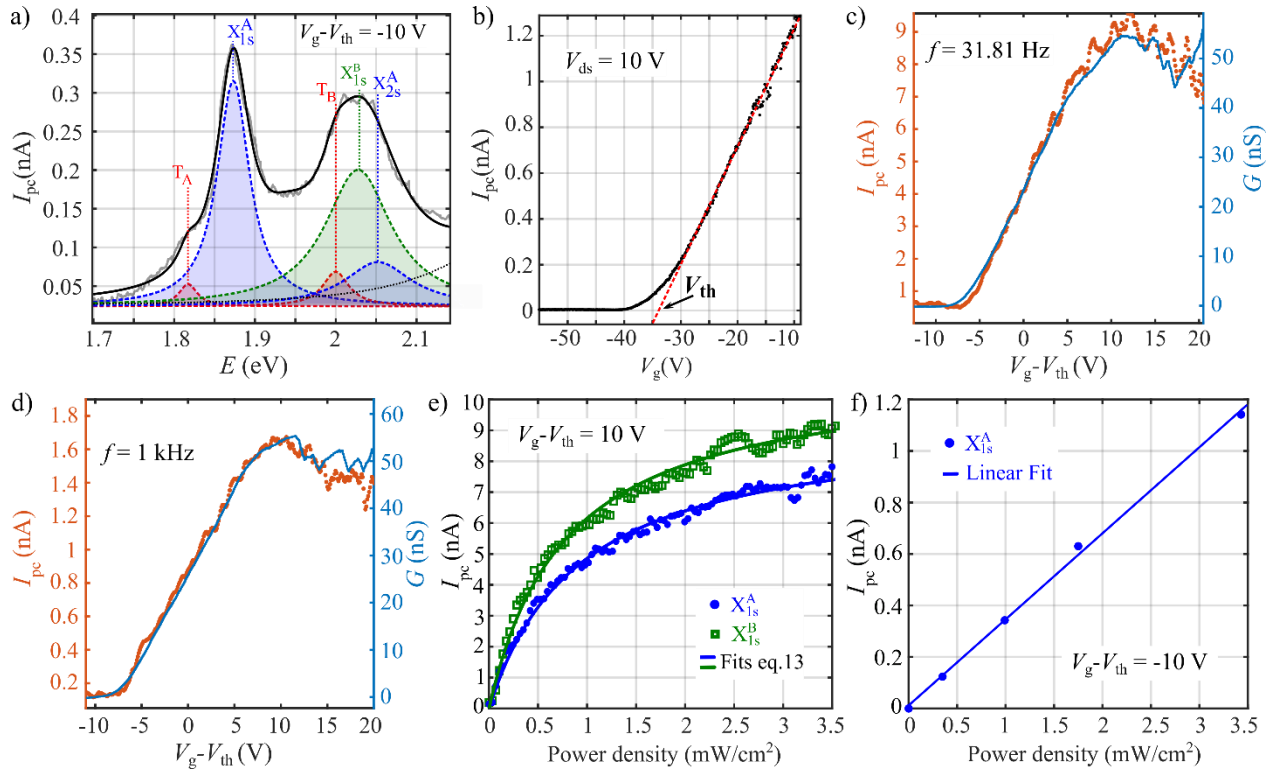 a)
V_g-V_th = -10 V
X^A_1s
T_A
T_B
X^B_1s
X^A_2s
0.4
0.35
0.3
0.25
0.2
0.15
0.1
0.05
I_pc(nA)
1.7
1.8
1.9
2
2.1
E (eV)
b)
V_ds = 10 V
V_th
1.2
1
0.8
0.6
0.4
0.2
0
I_pc(nA)
-50
-40
-30
-20
-10
V_g(V)
c)
f = 31.81 Hz
9
8
7
6
5
4
3
2
1
I_pc (nA)
50
40
30
20
10
0
G (nS)
-10
-5
0
5
10
15
20
V_g-V_th (V)
d)
f = 1 kHz
1.8
1.6
1.4
1.2
1
0.8
0.6
0.4
0.2
I_pc (nA)
60
50
40
30
20
10
0
G (nS)
-10
-5
0
5
10
15
20
V_g-V_th (V)
e)
V_g-V_th = 10 V
10
9
8
7
6
5
4
3
2
1
0
I_pc (nA)
X^A_1s
X^B_1s
Fits eq.13
0
0.5
1
1.5
2
2.5
3
3.5
Power density (mW/cm²)
f)
1.2
1
0.8
0.6
0.4
0.2
0
I_pc (nA)
X^A_1s
Linear Fit
V_g-V_th = -10 V
0
0.5
1
1.5
2
2.5
3
3.5
Power density (mW/cm²)